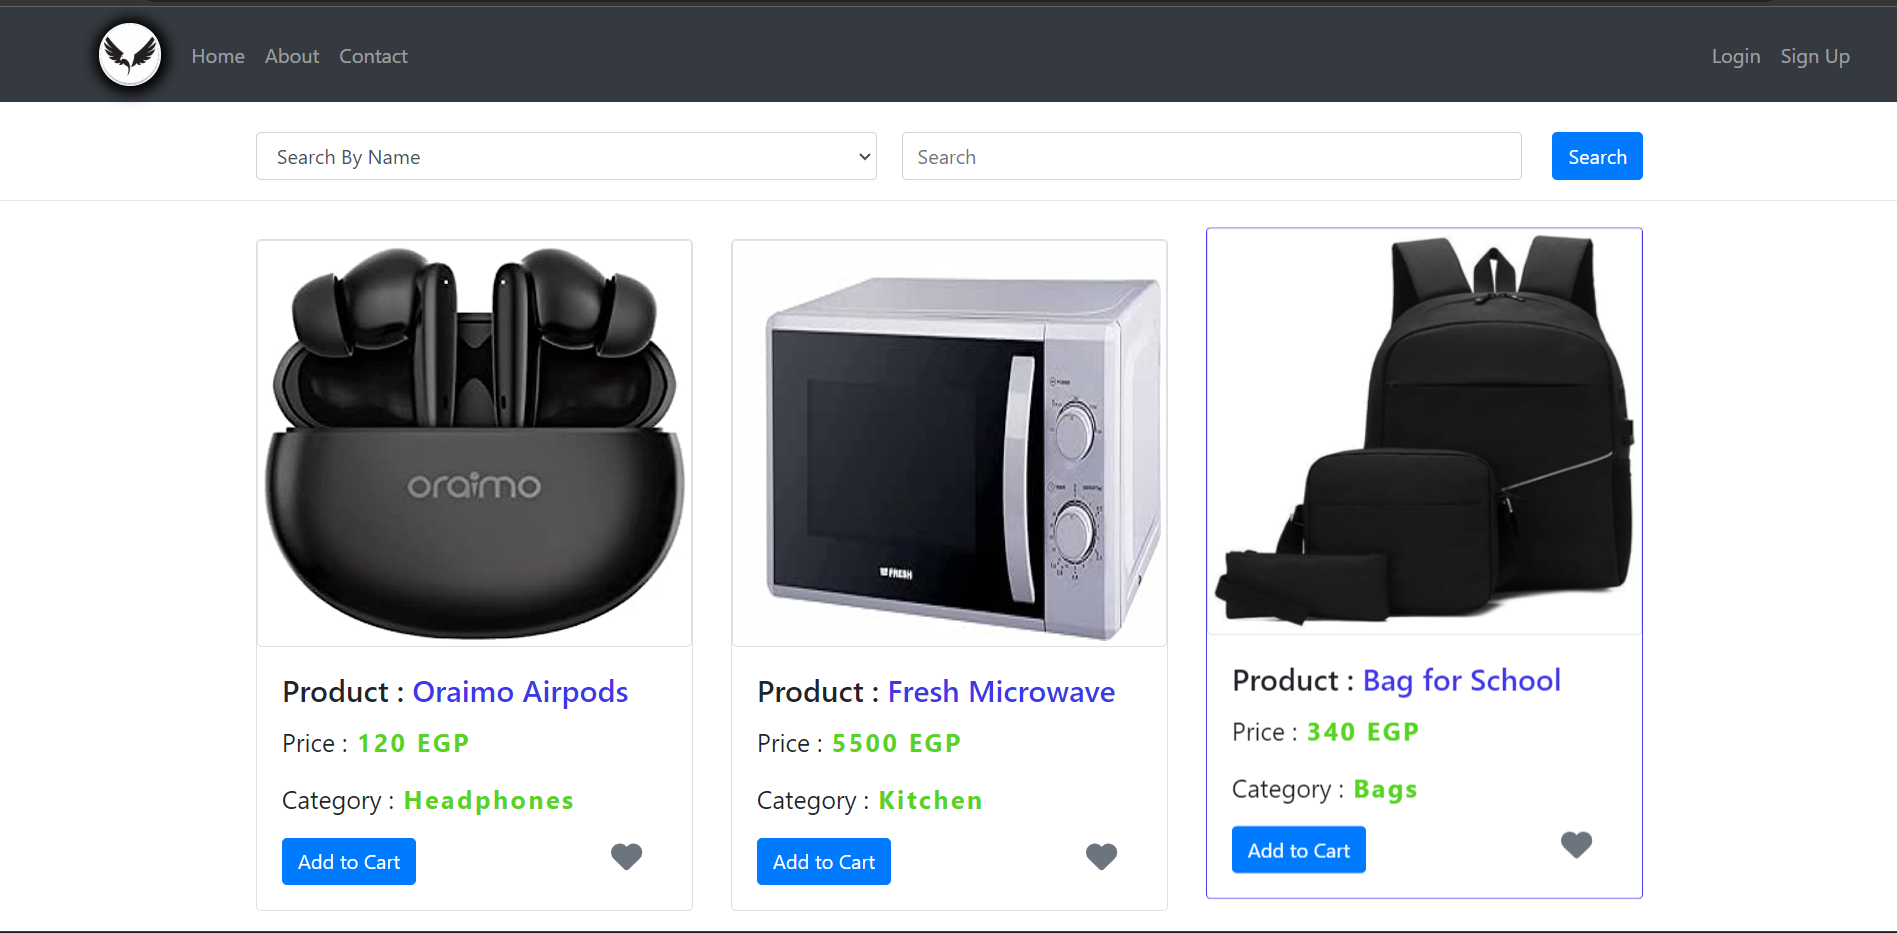 Home About Contact Login Sign Up
Search By Name Search Search
oraimo
FRESH
Product : Oraimo Airpods
Price : 120 EGP
Category : Headphones
Add to Cart
Product : Fresh Microwave
Price : 5500 EGP
Category : Kitchen
Add to Cart
Product : Bag for School
Price : 340 EGP
Category : Bags
Add to Cart